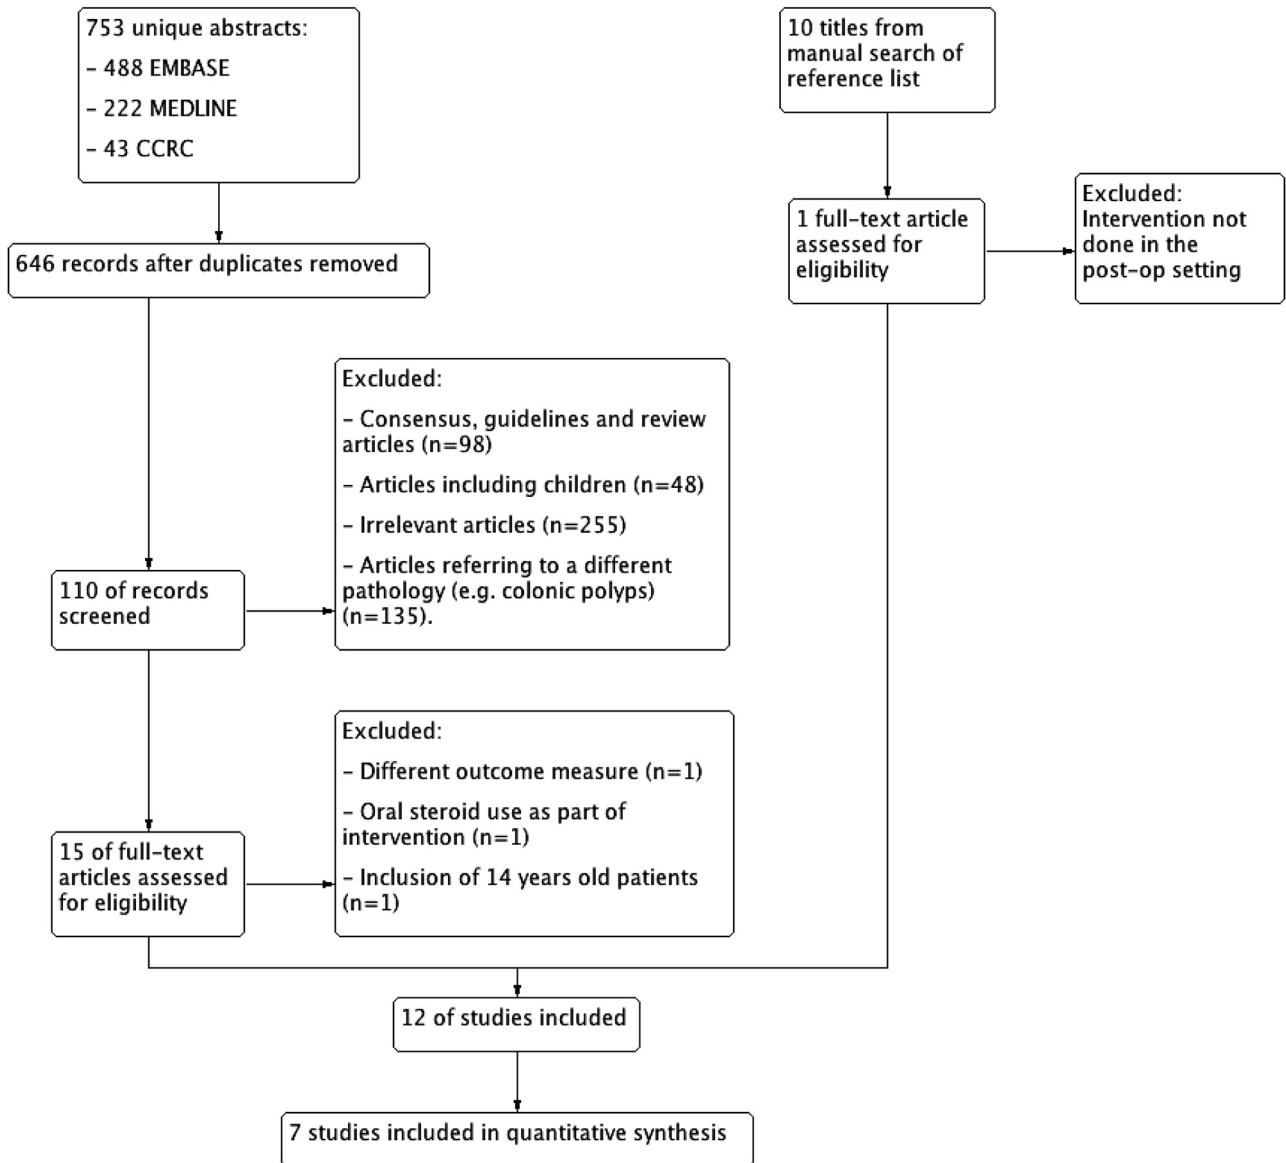 753 unique abstracts:
– 488 EMBASE
– 222 MEDLINE
– 43 CCRC
10 titles from
manual search of
reference list
646 records after duplicates removed
1 full-text article
assessed for
eligibility
Excluded:
Intervention not
done in the
post-op setting
Excluded:
– Consensus, guidelines and review
articles (n=98)
– Articles including children (n=48)
– Irrelevant articles (n=255)
– Articles referring to a different
pathology (e.g. colonic polyps)
(n=135).
110 of records
screened
Excluded:
– Different outcome measure (n=1)
– Oral steroid use as part of
intervention (n=1)
– Inclusion of 14 years old patients
(n=1)
15 of full-text
articles assessed
for eligibility
12 of studies included
7 studies included in quantitative synthesis